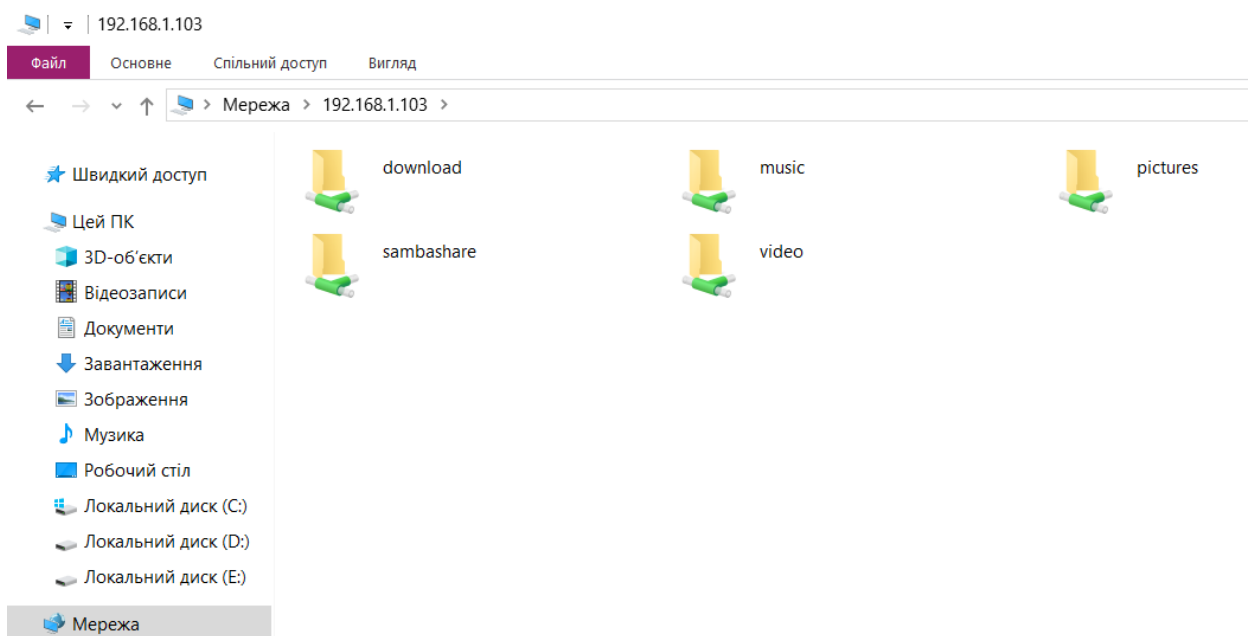 192.168.1.103
Файл Основне Спільний доступ Вигляд
Мережа 192.168.1.103
download music pictures
sambashare video
Швидкий доступ
Цей ПК
3D-об’єкти
Відеозаписи
Документи
Завантаження
Зображення
Музика
Робочий стіл
Локальний диск (C:)
Локальний диск (D:)
Локальний диск (E:)
Мережа